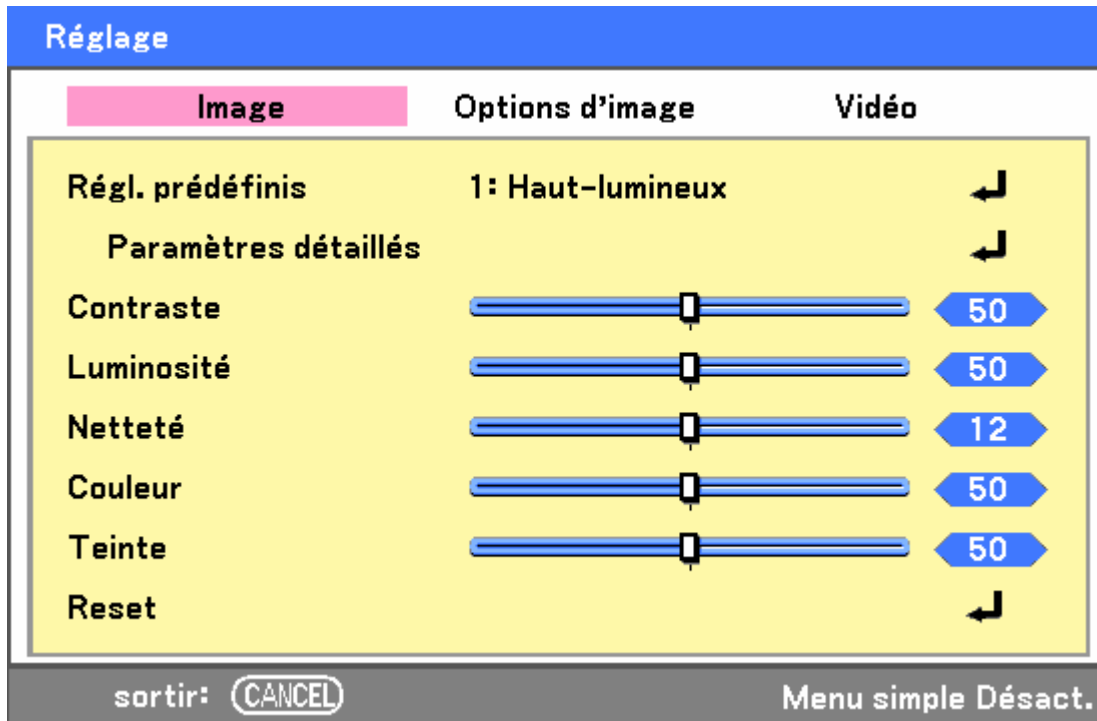 Réglage
Image Options d'image Vidéo
Régl. prédéfinis 1: Haut-lumineux
Paramètres détaillés
Contraste 50
Luminosité 50
Netteté 12
Couleur 50
Teinte 50
Reset
sortir: CANCEL Menu simple Désact.